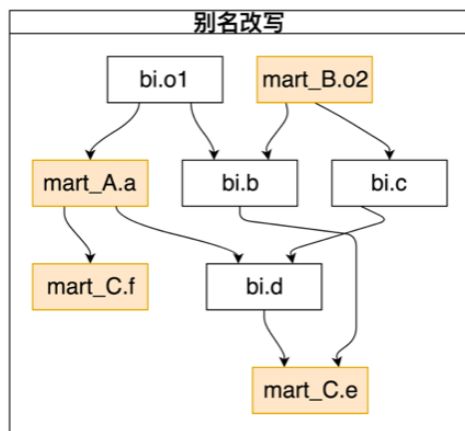 别名改写
bi.o1
mart_B.o2
mart_A.a
bi.b
bi.c
mart_C.f
bi.d
mart_C.e